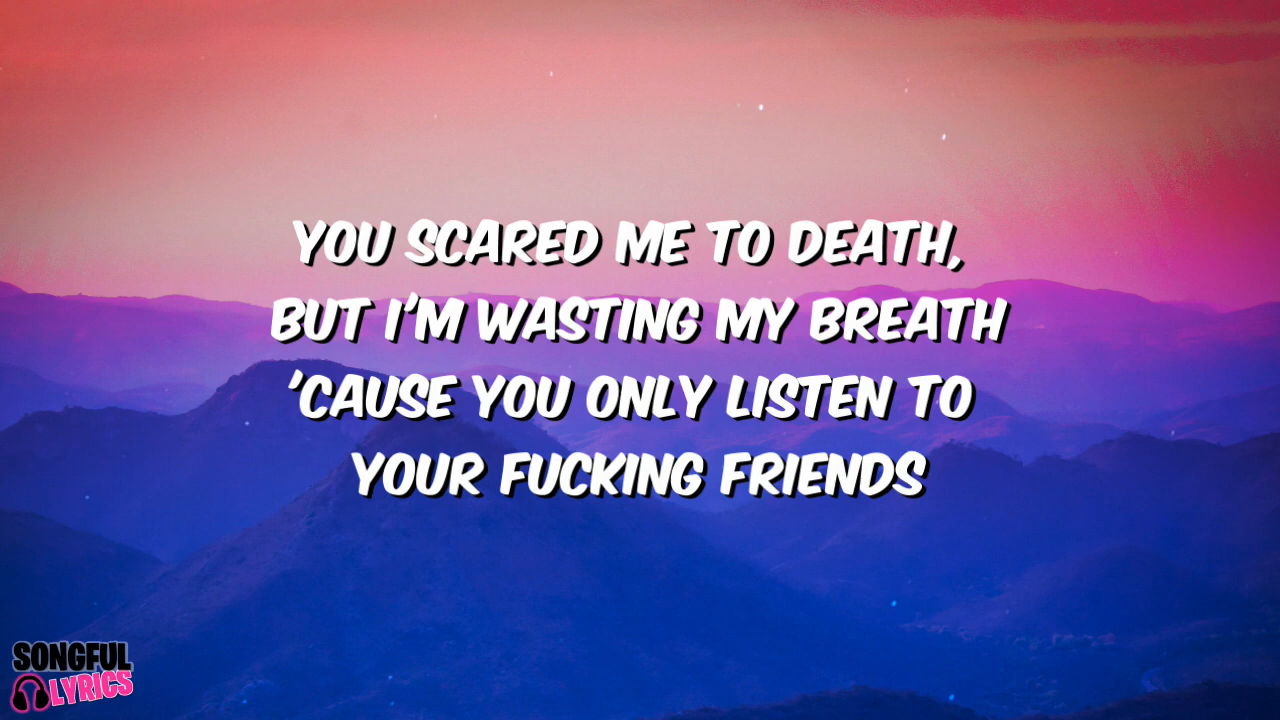 YOU SCARED ME TO DEATH,
BUT I'M WASTING MY BREATH
'CAUSE YOU ONLY LISTEN TO
YOUR FUCKING FRIENDS
SONGFUL
LYRICS